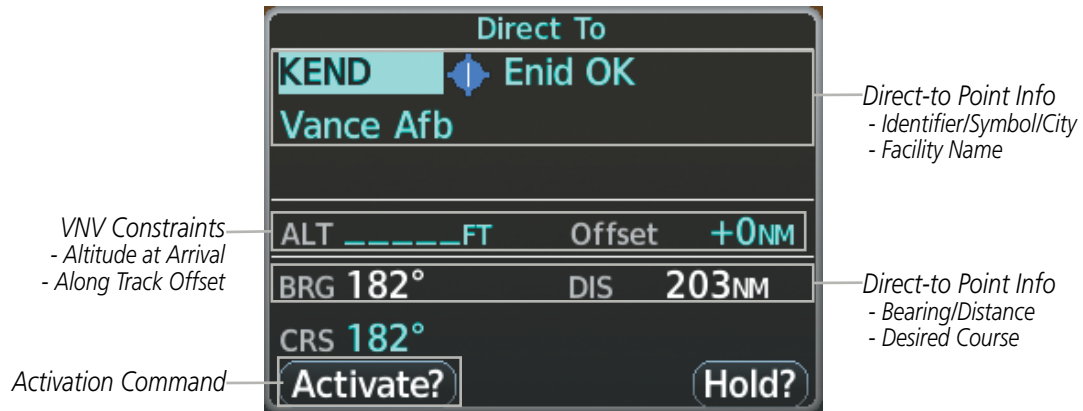 Direct To
KEND Enid OK
Vance Afb
Direct-to Point Info
- Identifier/Symbol/City
- Facility Name
VNV Constraints
- Altitude at Arrival
- Along Track Offset
ALT _____FT Offset +0NM
BRG 182° DIS 203NM
Direct-to Point Info
- Bearing/Distance
- Desired Course
CRS 182°
Activation Command
Activate? Hold?